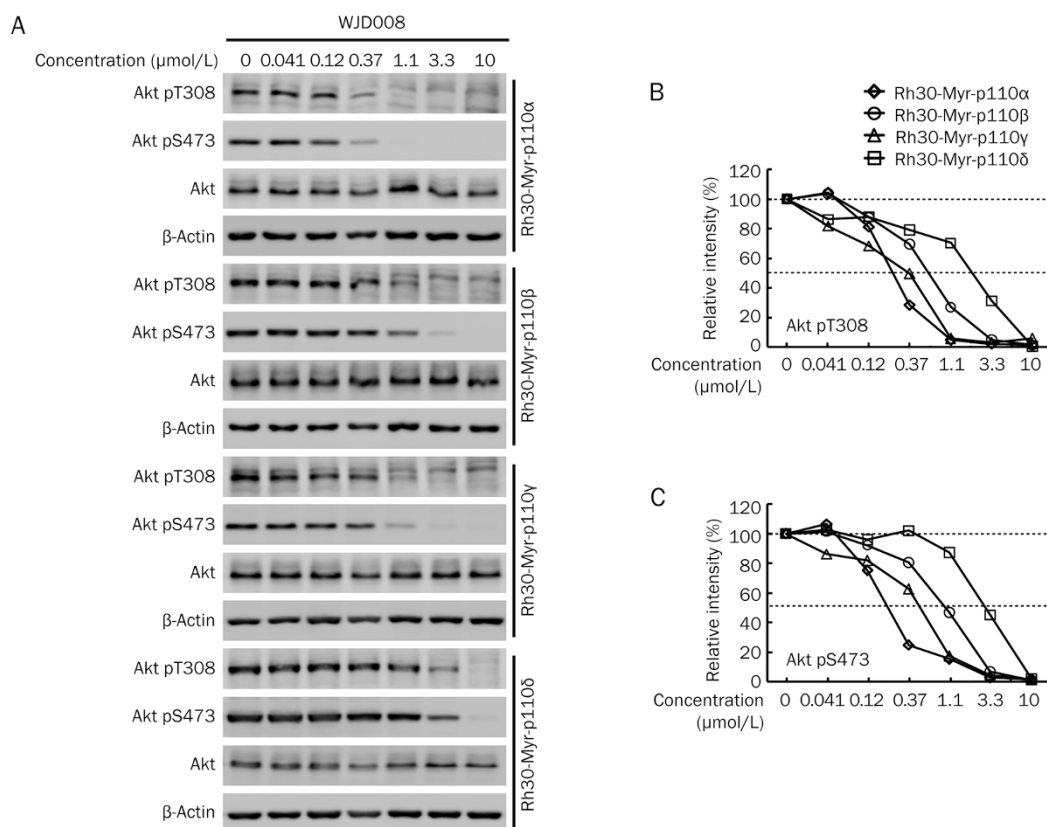 A
WJD008
Concentration (μmol/L) 0 0.041 0.12 0.37 1.1 3.3 10
Akt pT308
Akt pS473
Akt
β-Actin
Rh30-Myr-p110α
Akt pT308
Akt pS473
Akt
β-Actin
Rh30-Myr-p110β
Akt pT308
Akt pS473
Akt
β-Actin
Rh30-Myr-p110γ
Akt pT308
Akt pS473
Akt
β-Actin
Rh30-Myr-p110δ
B
Rh30-Myr-p110α
Rh30-Myr-p110β
Rh30-Myr-p110γ
Rh30-Myr-p110δ
Relative intensity (%)
120
100
80
60
40
20
0
Akt pT308
0 0.041 0.12 0.37 1.1 3.3 10
Concentration
(μmol/L)
C
Relative intensity (%)
120
100
80
60
40
20
0
Akt pS473
0 0.041 0.12 0.37 1.1 3.3 10
Concentration
(μmol/L)